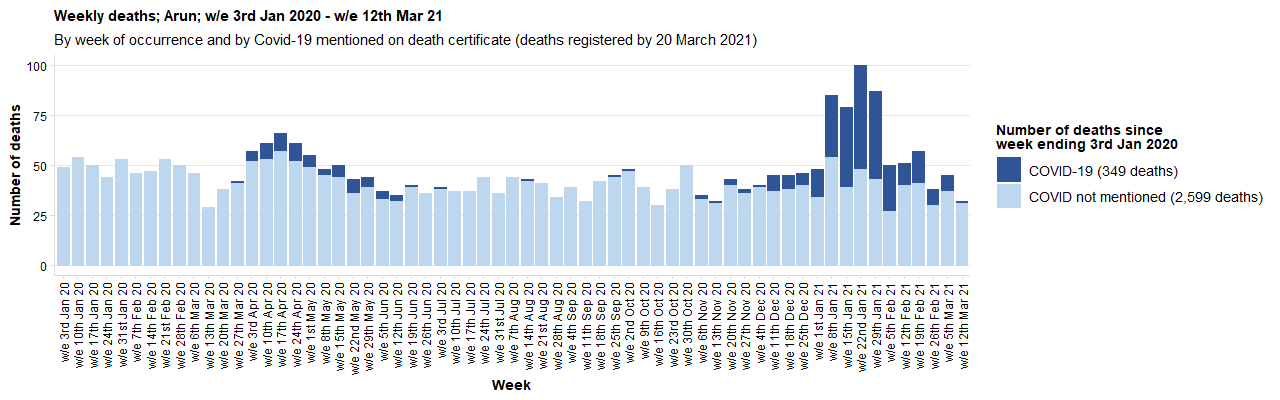 Weekly deaths; Arun; w/e 3rd Jan 2020 - w/e 12th Mar 21
By week of occurrence and by Covid-19 mentioned on death certificate (deaths registered by 20 March 2021)
Number of deaths
100
75
50
25
0
w/e 3rd Jan 20
w/e 10th Jan 20
w/e 17th Jan 20
w/e 24th Jan 20
w/e 31st Jan 20
w/e 7th Feb 20
w/e 14th Feb 20
w/e 21st Feb 20
w/e 28th Feb 20
w/e 6th Mar 20
w/e 13th Mar 20
w/e 20th Mar 20
w/e 27th Mar 20
w/e 3rd Apr 20
w/e 10th Apr 20
w/e 17th Apr 20
w/e 24th Apr 20
w/e 1st May 20
w/e 8th May 20
w/e 15th May 20
w/e 22nd May 20
w/e 29th May 20
w/e 5th Jun 20
w/e 12th Jun 20
w/e 19th Jun 20
w/e 26th Jun 20
w/e 3rd Jul 20
w/e 10th Jul 20
w/e 17th Jul 20
w/e 24th Jul 20
w/e 31st Jul 20
w/e 7th Aug 20
w/e 14th Aug 20
w/e 21st Aug 20
w/e 28th Aug 20
w/e 4th Sep 20
w/e 11th Sep 20
w/e 18th Sep 20
w/e 25th Sep 20
w/e 2nd Oct 20
w/e 9th Oct 20
w/e 16th Oct 20
w/e 23rd Oct 20
w/e 30th Oct 20
w/e 6th Nov 20
w/e 13th Nov 20
w/e 20th Nov 20
w/e 27th Nov 20
w/e 4th Dec 20
w/e 11th Dec 20
w/e 18th Dec 20
w/e 25th Dec 20
w/e 1st Jan 21
w/e 8th Jan 21
w/e 15th Jan 21
w/e 22nd Jan 21
w/e 29th Jan 21
w/e 5th Feb 21
w/e 12th Feb 21
w/e 19th Feb 21
w/e 26th Feb 21
w/e 5th Mar 21
w/e 12th Mar 21
Week
Number of deaths since
week ending 3rd Jan 2020
COVID-19 (349 deaths)
COVID not mentioned (2,599 deaths)